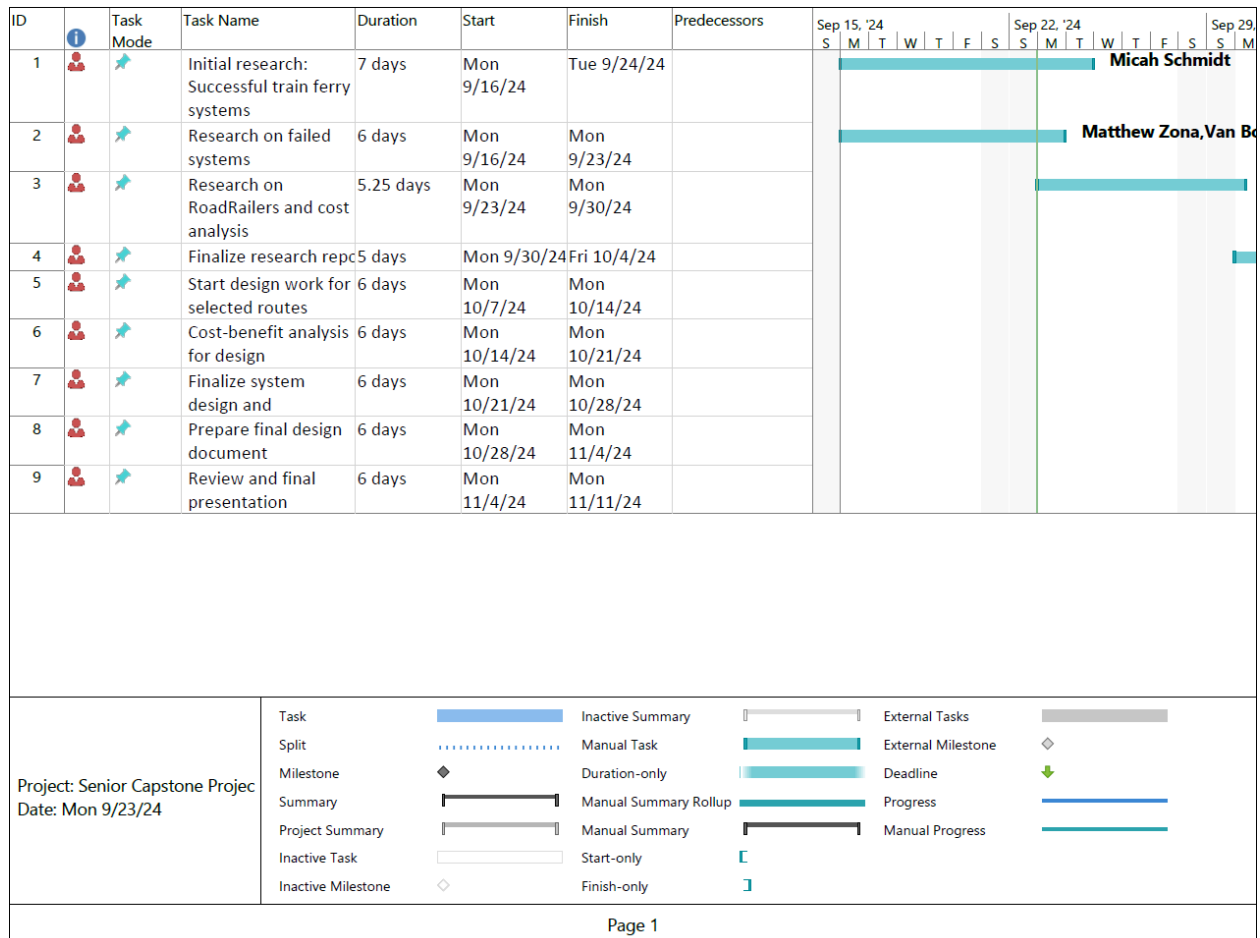 ID Task Mode Task Name Duration Start Finish Predecessors
Sep 15, '24 Sep 22, '24 Sep 29,
S M T W T F S S M T W T F S S M
1 Initial research: Successful train ferry systems 7 days Mon 9/16/24 Tue 9/24/24 Micah Schmidt
2 Research on failed systems 6 days Mon 9/16/24 Mon 9/23/24 Matthew Zona,Van
3 Research on RoadRailers and cost analysis 5.25 days Mon 9/23/24 Mon 9/30/24
4 Finalize research 5 days Mon 9/30/24 Fri 10/4/24
5 Start design work for selected routes 6 days Mon 10/7/24 Mon 10/14/24
6 Cost-benefit analysis for design 6 days Mon 10/14/24 Mon 10/21/24
7 Finalize system design and 6 days Mon 10/21/24 Mon 10/28/24
8 Prepare final design document 6 days Mon 10/28/24 Mon 11/4/24
9 Review and final presentation 6 days Mon 11/4/24 Mon 11/11/24
Project: Senior Capstone Projec
Date: Mon 9/23/24
Task
Split
Milestone
Summary
Project Summary
Inactive Task
Inactive Milestone
Inactive Summary
Manual Task
Duration-only
Manual Summary Rollup
Manual Summary
Start-only
Finish-only
External Tasks
External Milestone
Deadline
Progress
Manual Progress
Page 1